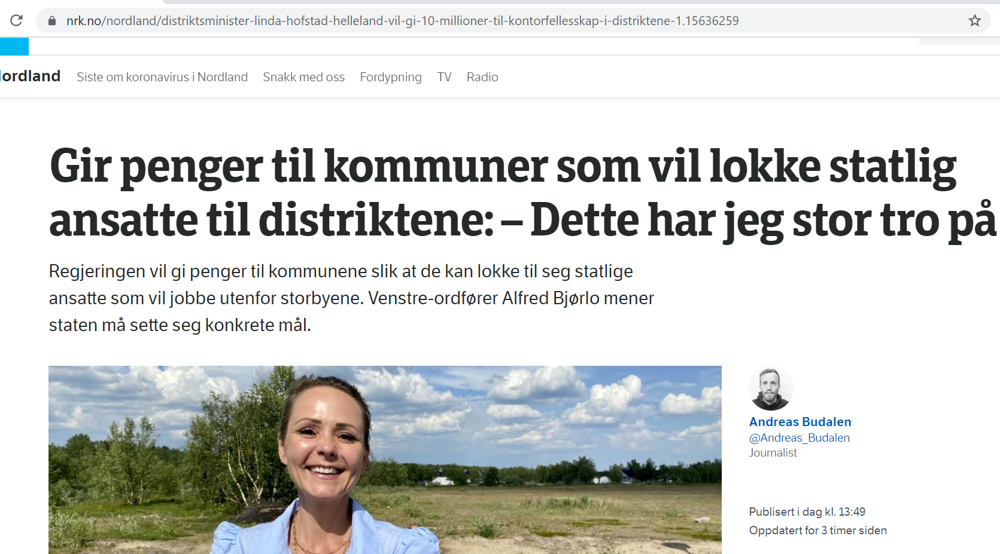 nrk.no/nordland/distriktsminister-linda-hofstad-helleland-vil-gi-10-millioner-til-kontorfellesskap-i-distriktene-1.15636259
ordland Siste om koronavirus i Nordland Snakk med oss Fordypning TV Radio
Gir penger til kommuner som vil lokke statlig
ansatte til distriktene: – Dette har jeg stor tro på
Regjeringen vil gi penger til kommunene slik at de kan lokke til seg statlige
ansatte som vil jobbe utenfor storbyene. Venstre-ordfører Alfred Bjørlo mener
staten må sette seg konkrete mål.
Andreas Budalen
@Andreas_Budalen
Journalist
Publisert i dag kl. 13:49
Oppdatert for 3 timer siden